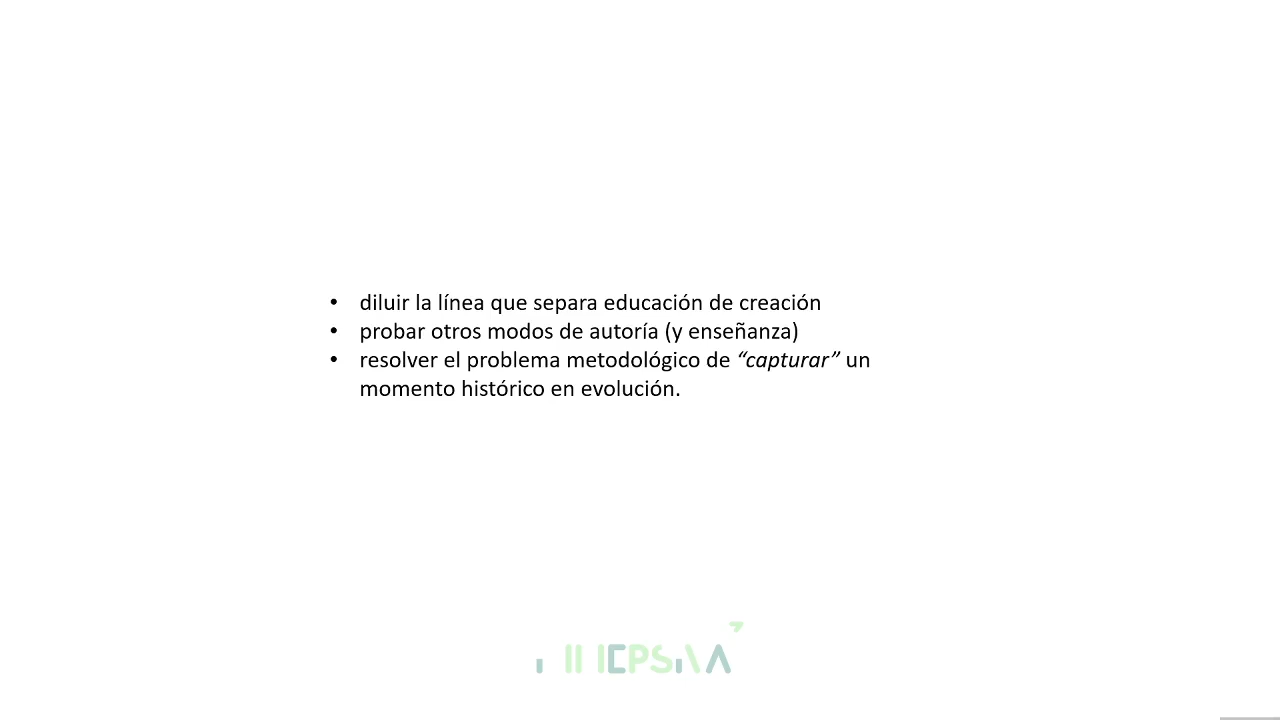 • diluir la línea que separa educación de creación
• probar otros modos de autoría (y enseñanza)
• resolver el problema metodológico de “capturar” un
momento histórico en evolución.